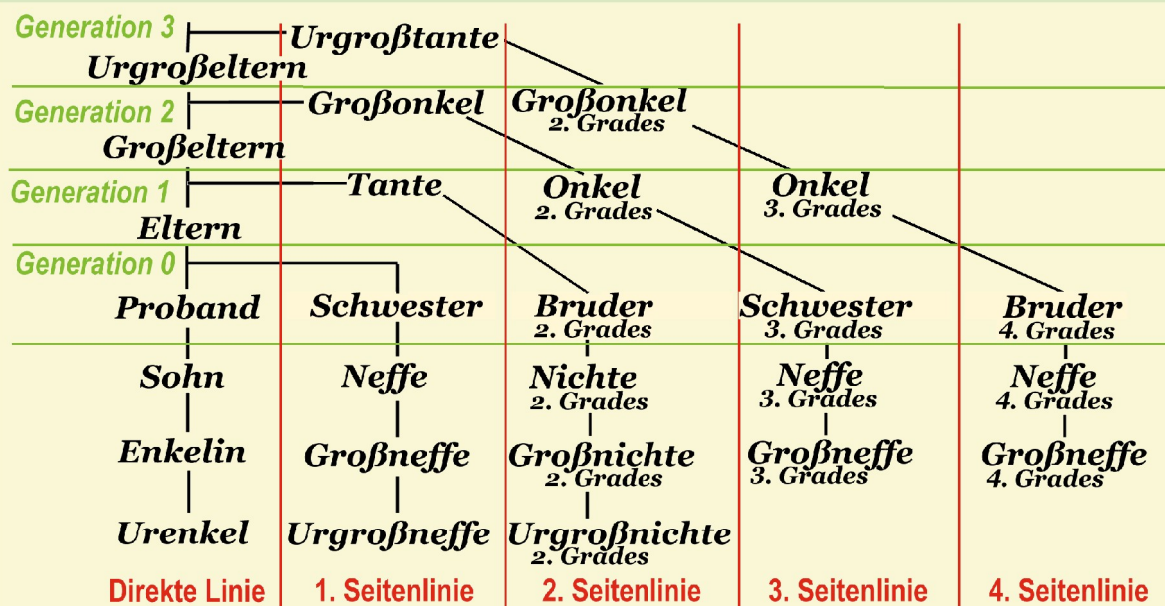 Generation 3
Urgroßtante
Urgroßeltern
Generation 2
Großonkel
Großonkel
2. Grades
Großeltern
Generation 1
Tante
Onkel
2. Grades
Onkel
3. Grades
Eltern
Generation 0
Proband
Schwester
Bruder
2. Grades
Schwester
3. Grades
Bruder
4. Grades
Sohn
Neffe
Nichte
2. Grades
Neffe
3. Grades
Neffe
4. Grades
Enkelin
Großneffe
Großnichte
2. Grades
Großneffe
3. Grades
Großneffe
4. Grades
Urenkel
Urgroßneffe
Urgroßnichte
2. Grades
Direkte Linie
1. Seitenlinie
2. Seitenlinie
3. Seitenlinie
4. Seitenlinie